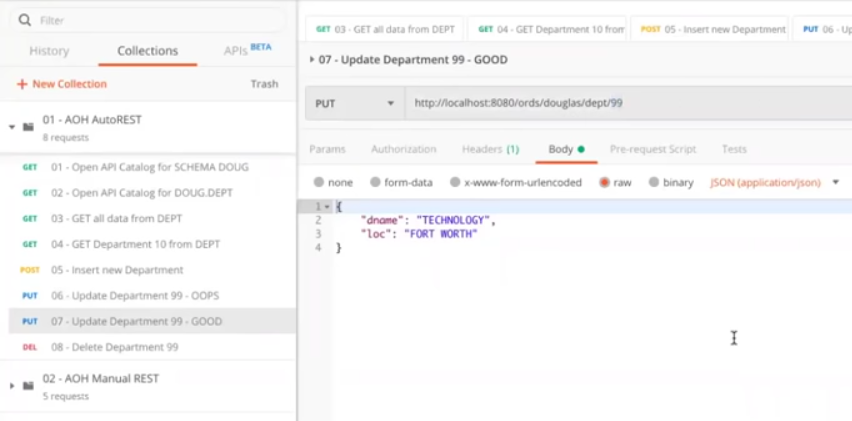 Filter
History Collections APIs BETA
+ New Collection Trash
01 - AOH AutoREST
8 requests
GET 01 - Open API Catalog for SCHEMA DOUG
GET 02 - Open API Catalog for DOUG.DEPT
GET 03 - GET all data from DEPT
GET 04 - GET Department 10 from DEPT
POST 05 - Insert new Department
PUT 06 - Update Department 99 - OOPS
PUT 07 - Update Department 99 - GOOD
DEL 08 - Delete Department 99
02 - AOH Manual REST
5 requests
GET 03 - GET all data from DEPT GET 04 - GET Department 10 from POST 05 - Insert new Department PUT 06 - Up
07 - Update Department 99 - GOOD
PUT http://localhost:8080/ords/douglas/dept/99
Params Authorization Headers (1) Body Pre-request Script Tests
none form-data x-www-form-urlencoded raw binary JSON (application/json)
1 {
2 "dname": "TECHNOLOGY",
3 "loc": "FORT WORTH"
4 }